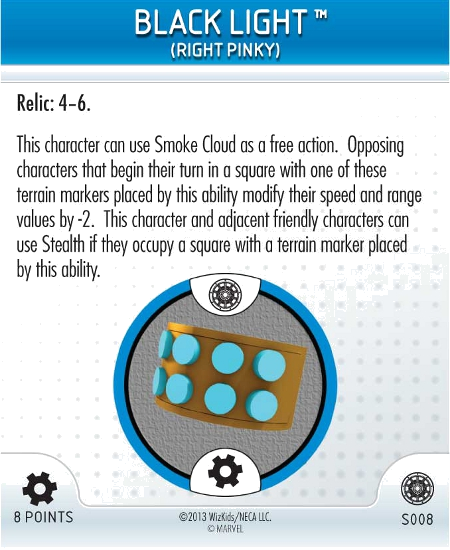 BLACK LIGHT ™
(RIGHT PINKY)
Relic: 4–6.
This character can use Smoke Cloud as a free action. Opposing
characters that begin their turn in a square with one of these
terrain markers placed by this ability modify their speed and range
values by -2. This character and adjacent friendly characters can
use Stealth if they occupy a square with a terrain marker placed
by this ability.
8 POINTS
©2013 WizKids/NECA LLC.
© MARVEL
S008